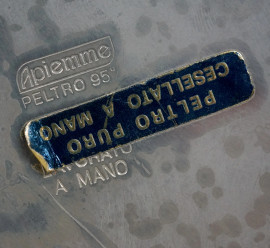 Apiemme
PELTRO 95%
PELTRO PURO
CESELLATO A MANO
A MANO